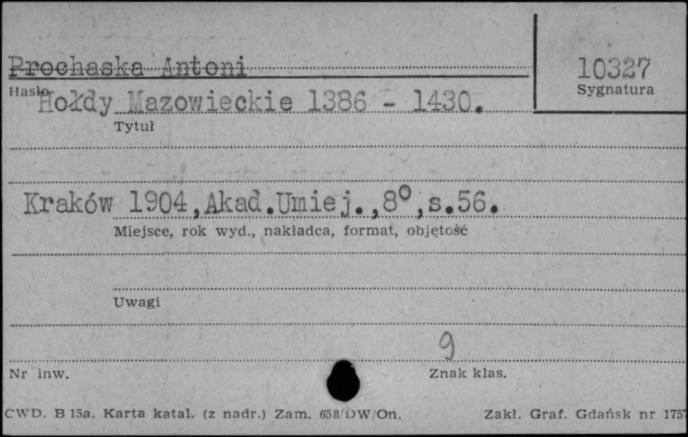 Prochaska Antoni
10327
Hasło
Sygnatura
Hołdy Mazowieckie 1386 - 1430.
Tytuł
Kraków 1904, Akad.Umiej.,8°,s.56.
Miejsce, rok wyd., nakładca, format, objętość
Uwagi
9
Nr inw.
Znak klas.
CWD. B 15a. Karta katal. (z nadr.) Zam. 658/DW/On.
Zakł. Graf. Gdańsk nr 1757